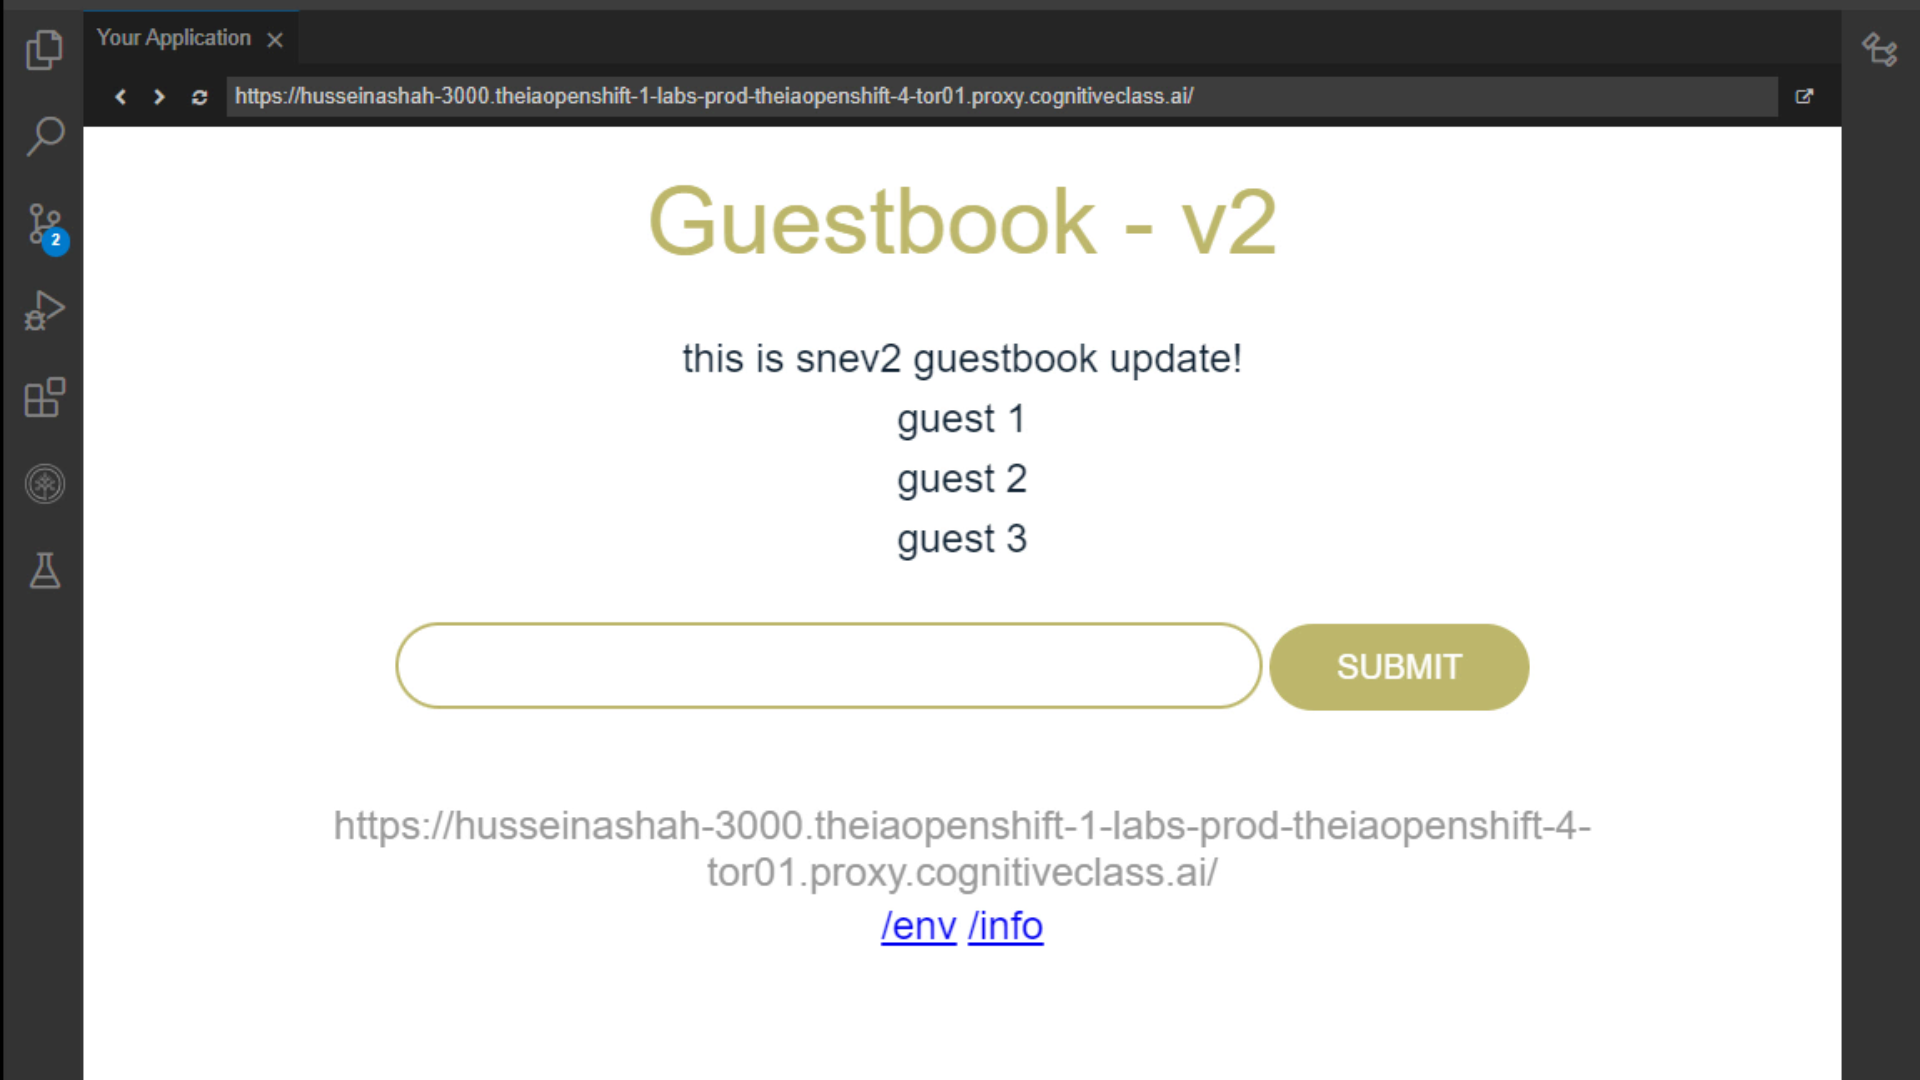 Your Application
https://husseinashah-3000.theiaopenshift-1-labs-prod-theiaopenshift-4-tor01.proxy.cognitiveclass.ai/
2
Guestbook - v2
this is snev2 guestbook update!
guest 1
guest 2
guest 3
SUBMIT
https://husseinashah-3000.theiaopenshift-1-labs-prod-theiaopenshift-4-
tor01.proxy.cognitiveclass.ai/
/env /info